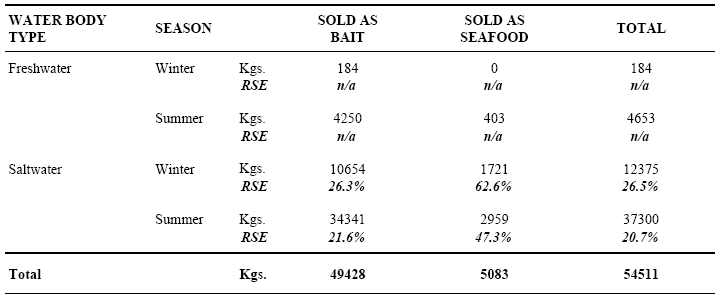 WATER BODY TYPE SEASON SOLD AS BAIT SOLD AS SEAFOOD TOTAL
Freshwater Winter Kgs. 184 0 184
RSE n/a n/a n/a
Summer Kgs. 4250 403 4653
RSE n/a n/a n/a
Saltwater Winter Kgs. 10654 1721 12375
RSE 26.3% 62.6% 26.5%
Summer Kgs. 34341 2959 37300
RSE 21.6% 47.3% 20.7%
Total Kgs. 49428 5083 54511